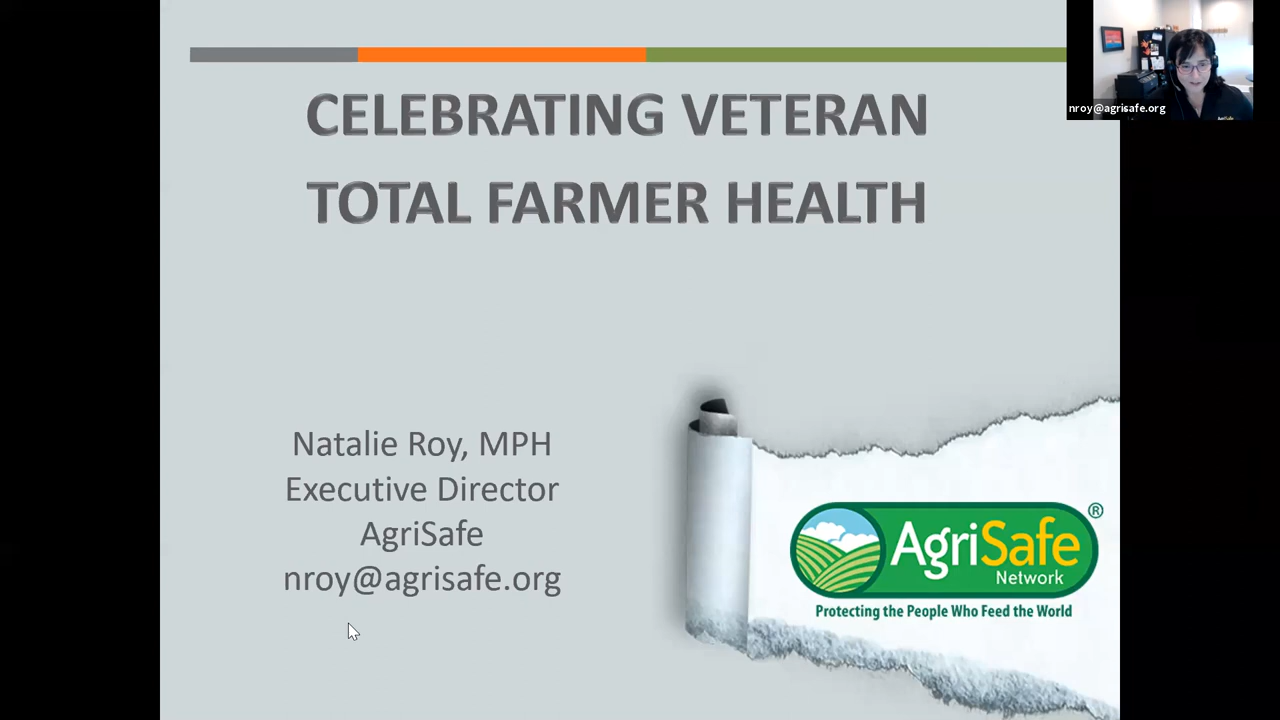 CELEBRATING VETERAN
TOTAL FARMER HEALTH
nroy@agrisafe.org
Natalie Roy, MPH
Executive Director
AgriSafe
nroy@agrisafe.org
AgriSafe®
Network
Protecting the People Who Feed the World